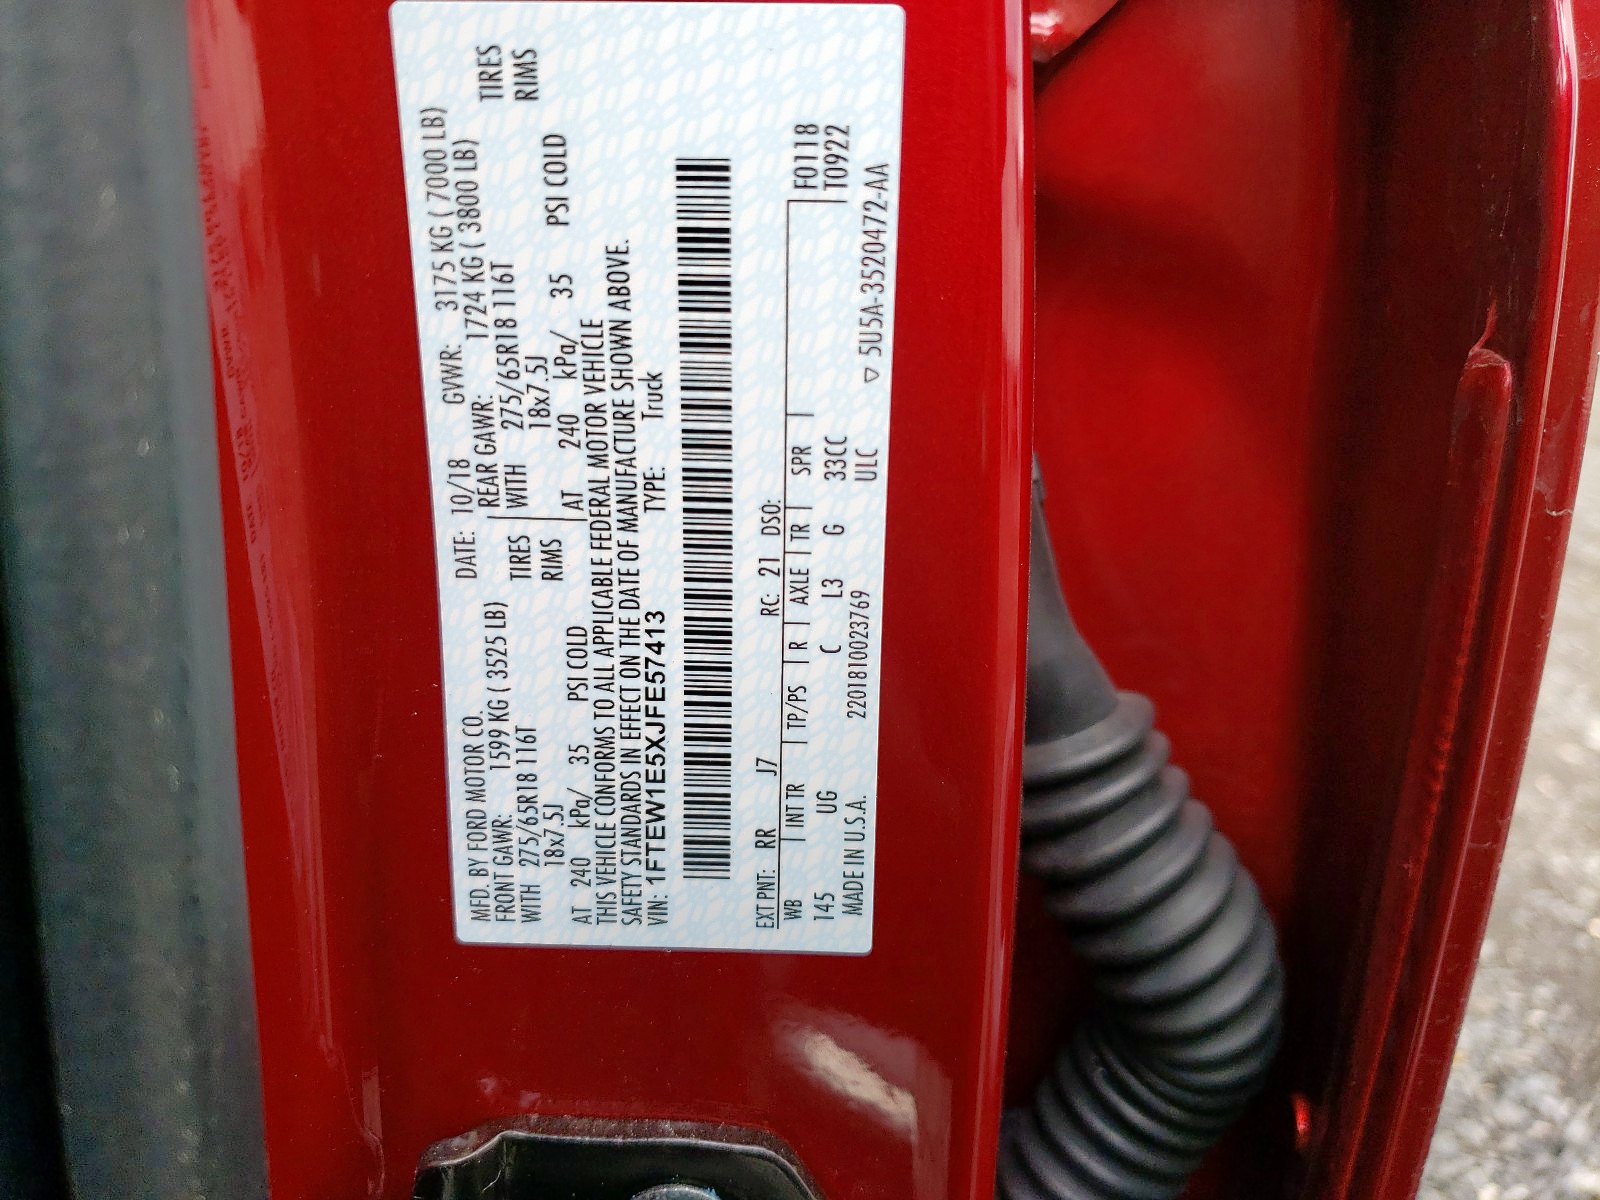 MFD. BY FORD MOTOR CO. DATE: 10/18 GVWR: 3175 KG ( 7000 LB)
FRONT GAWR: 1599 KG ( 3525 LB) REAR GAWR: 1724 KG ( 3800 LB)
WITH 275/65R18 116T TIRES WITH 275/65R18 116T TIRES
18x7.5J RIMS 18x7.5J RIMS
AT 240 kPa/ 35 PSI COLD AT 240 kPa/ 35 PSI COLD
THIS VEHICLE CONFORMS TO ALL APPLICABLE FEDERAL MOTOR VEHICLE
SAFETY STANDARDS IN EFFECT ON THE DATE OF MANUFACTURE SHOWN ABOVE.
VIN: 1FTEW1E5XJFE57413 TYPE: Truck
EXT PNT: RR J7 RC: 21 DSO:
WB INT TR TP/PS R AXLE TR SPR F0118
145 UG C L3 G 33CC T0922
MADE IN U.S.A. 2201810023769 ULC ▽ 5U5A-3520472-AA